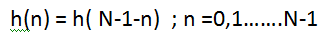 h(n) = h( N-1-n)  ; n =0,1…….N-1